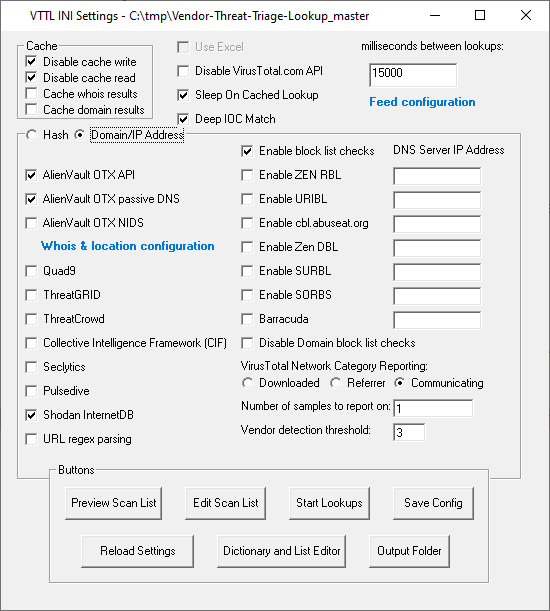 VTTL INI Settings - C:\tmp\Vendor-Threat-Triage-Lookup_master
Cache
Disable cache write
Disable cache read
Cache whois results
Cache domain results
Use Excel
Disable VirusTotal.com API
Sleep On Cached Lookup
Deep IOC Match
milliseconds between lookups:
15000
Feed configuration
Hash
Domain/IP Address
AlienVault OTX API
AlienVault OTX passive DNS
AlienVault OTX NIDS
Whois & location configuration
Quad9
ThreatGRID
ThreatCrowd
Collective Intelligence Framework (CIF)
Seclytics
Pulsedive
Shodan InternetDB
URL regex parsing
Enable block list checks
DNS Server IP Address
Enable ZEN RBL
Enable URIBL
Enable cbl.abuseat.org
Enable Zen DBL
Enable SURBL
Enable SORBS
Barracuda
Disable Domain block list checks
VirusTotal Network Category Reporting:
Downloaded
Referrer
Communicating
Number of samples to report on:
1
Vendor detection threshold:
3
Buttons
Preview Scan List
Edit Scan List
Start Lookups
Save Config
Reload Settings
Dictionary and List Editor
Output Folder